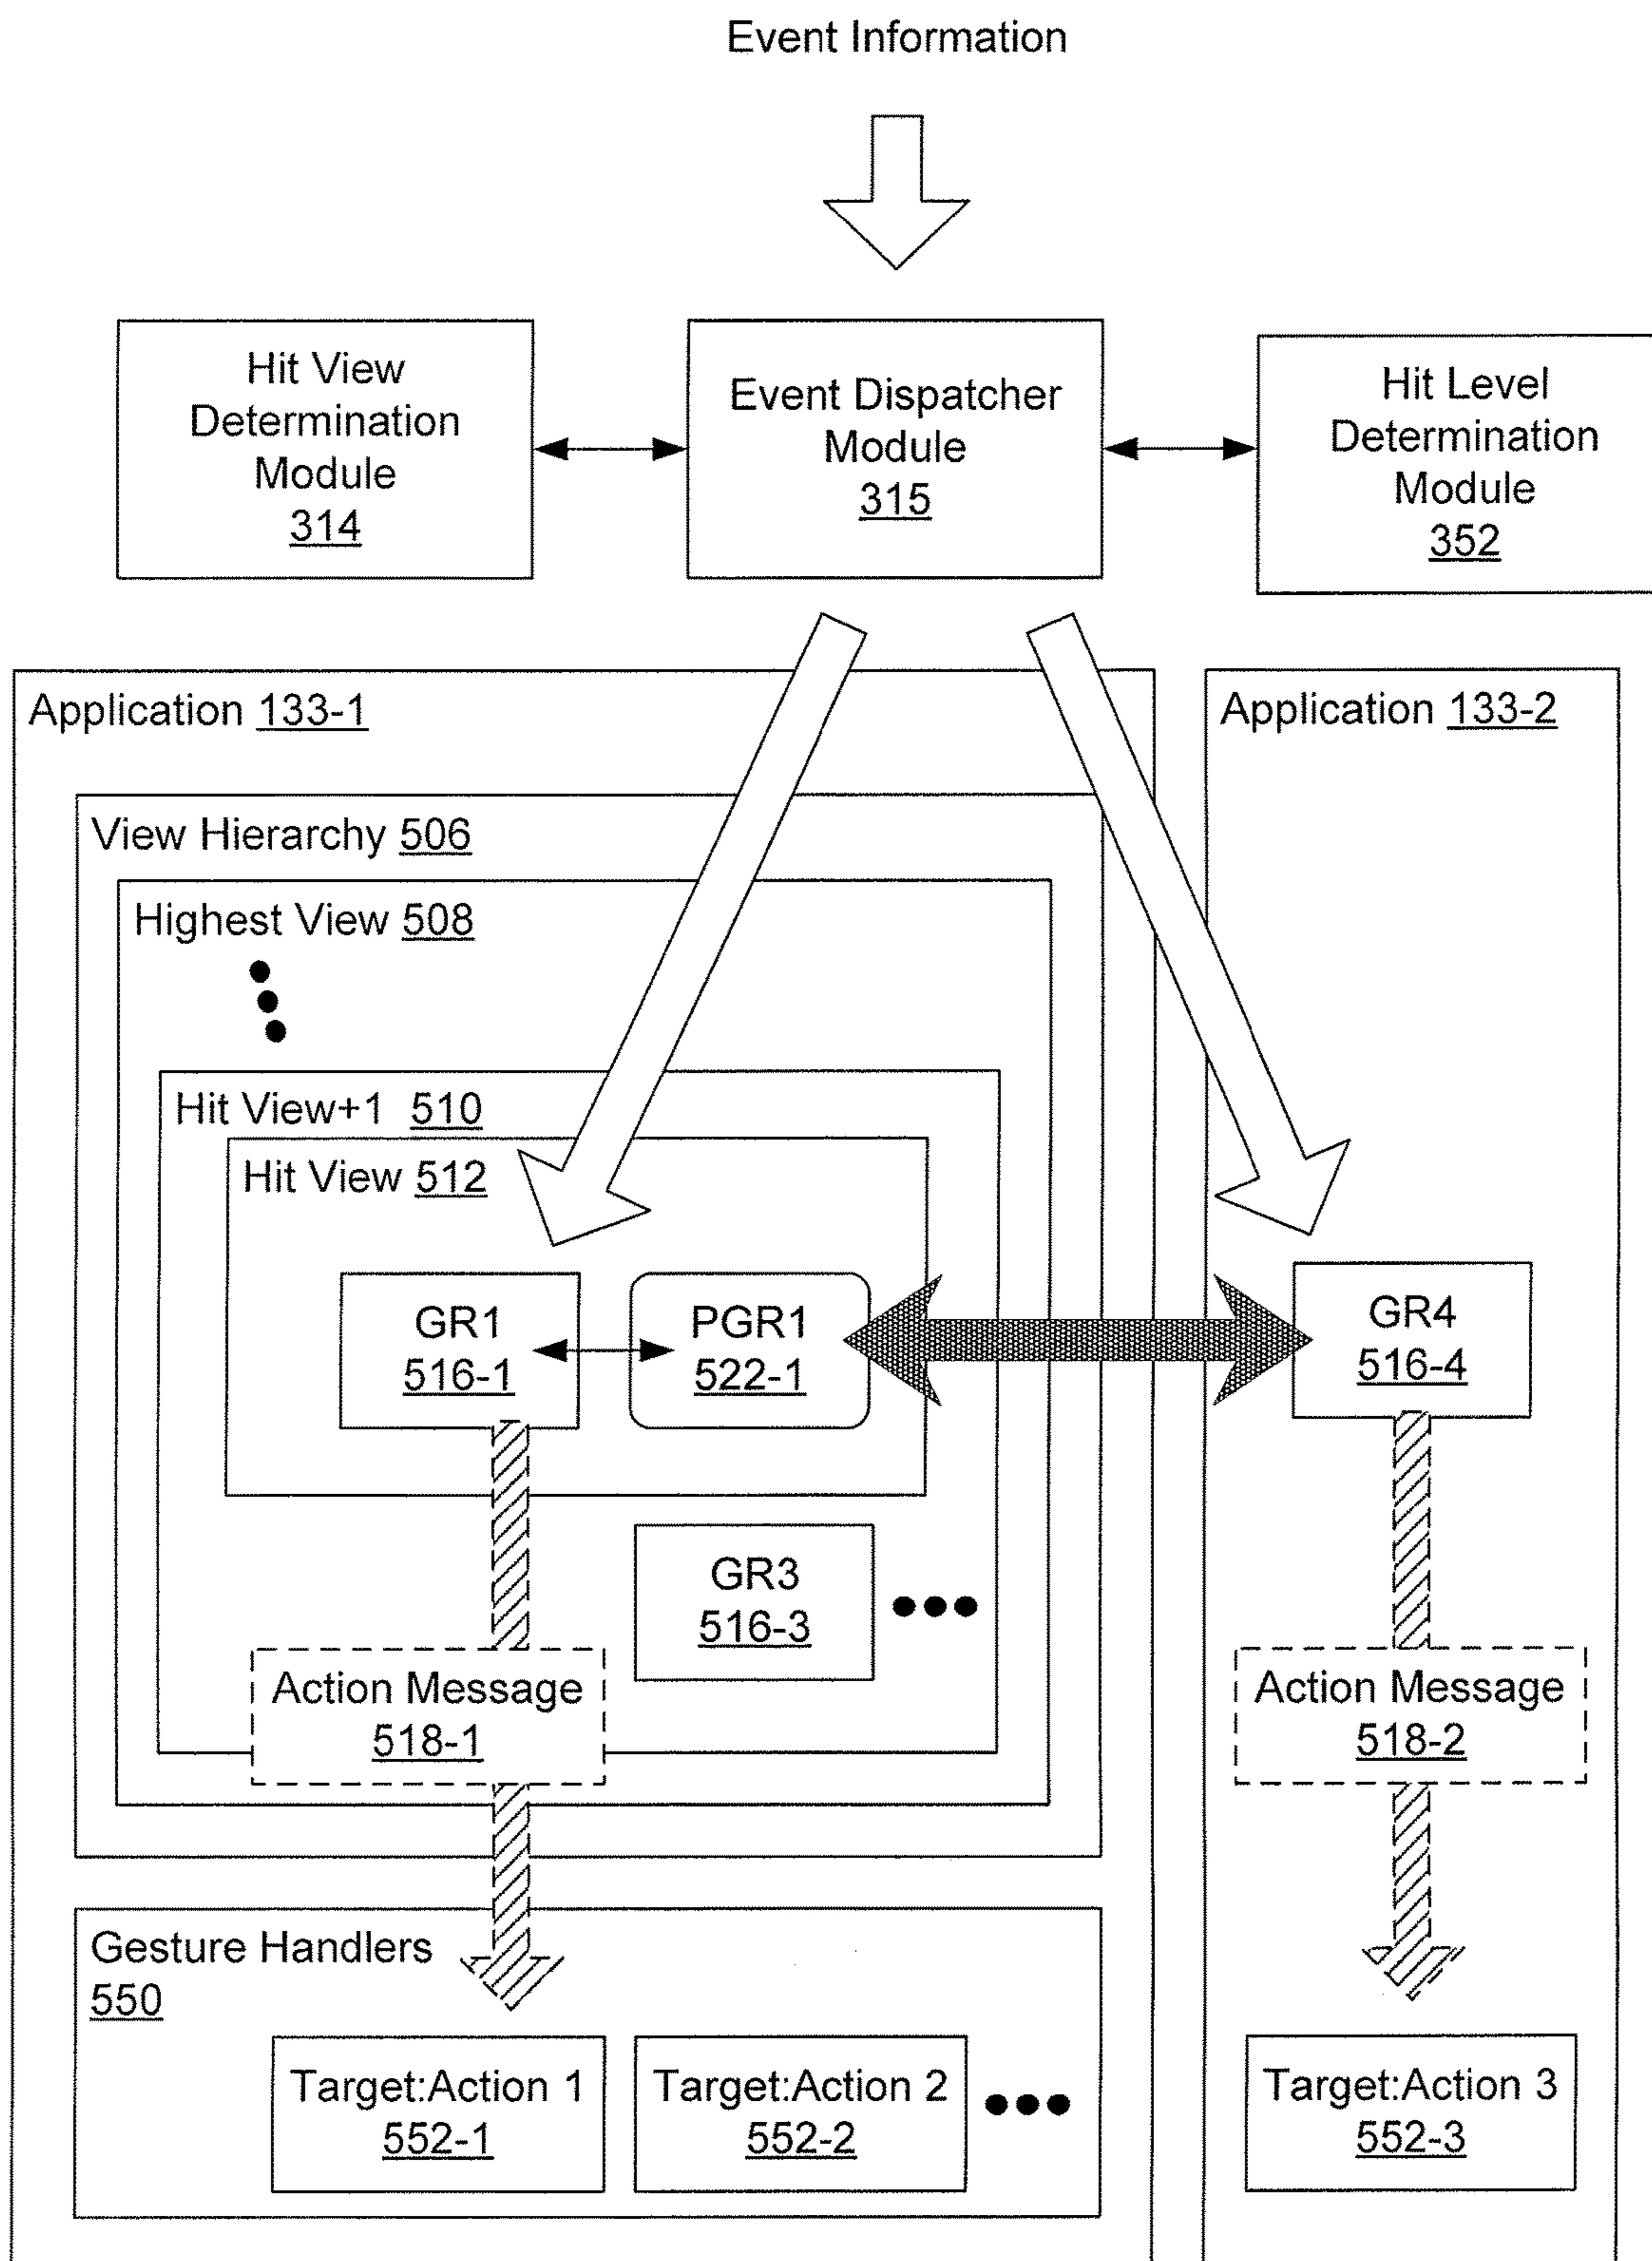 Event Information
Hit View
Determination
Module
314
Event Dispatcher
Module
315
Hit Level
Determination
Module
352
Application 133-1
Application 133-2
View Hierarchy 506
Highest View 508
Hit View+1 510
Hit View 512
GR1
516-1
PGR1
522-1
GR4
516-4
GR3
516-3
Action Message
518-1
Action Message
518-2
Gesture Handlers
550
Target:Action 1
552-1
Target:Action 2
552-2
Target:Action 3
552-3